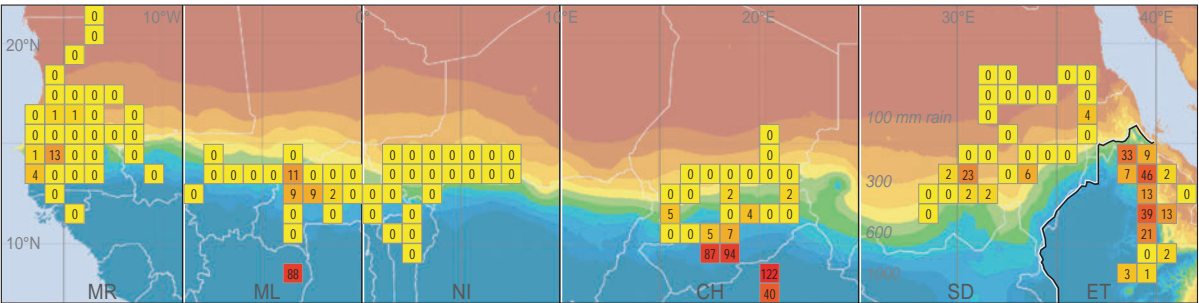 0 10°W 0° 10°E 20°E 30°E 40°E
0
20°N 0
0 0 0 0 0
0 0 0 0 0 0 0 0 0
0 1 1 0 0 100 mm rain 0 4
0 0 0 0 0 0 0 0 0
1 13 0 0 0 0 0 0 0 0 0 0 0 0 0 0 0 0 0 0 33 9
4 0 0 0 0 0 0 0 0 11 0 0 0 0 0 0 0 0 0 0 0 0 0 0 0 0 300 2 23 0 6 7 46 2
0 0 9 9 2 0 0 0 0 0 0 2 2 0 0 2 2 13 0
0 0 0 0 0 5 0 4 0 0 0 39 13
0 0 0 0 0 5 7 600 21
10°N 0 87 94 0 2
88 122 1000 3 1
MR ML NI CH 40 SD ET